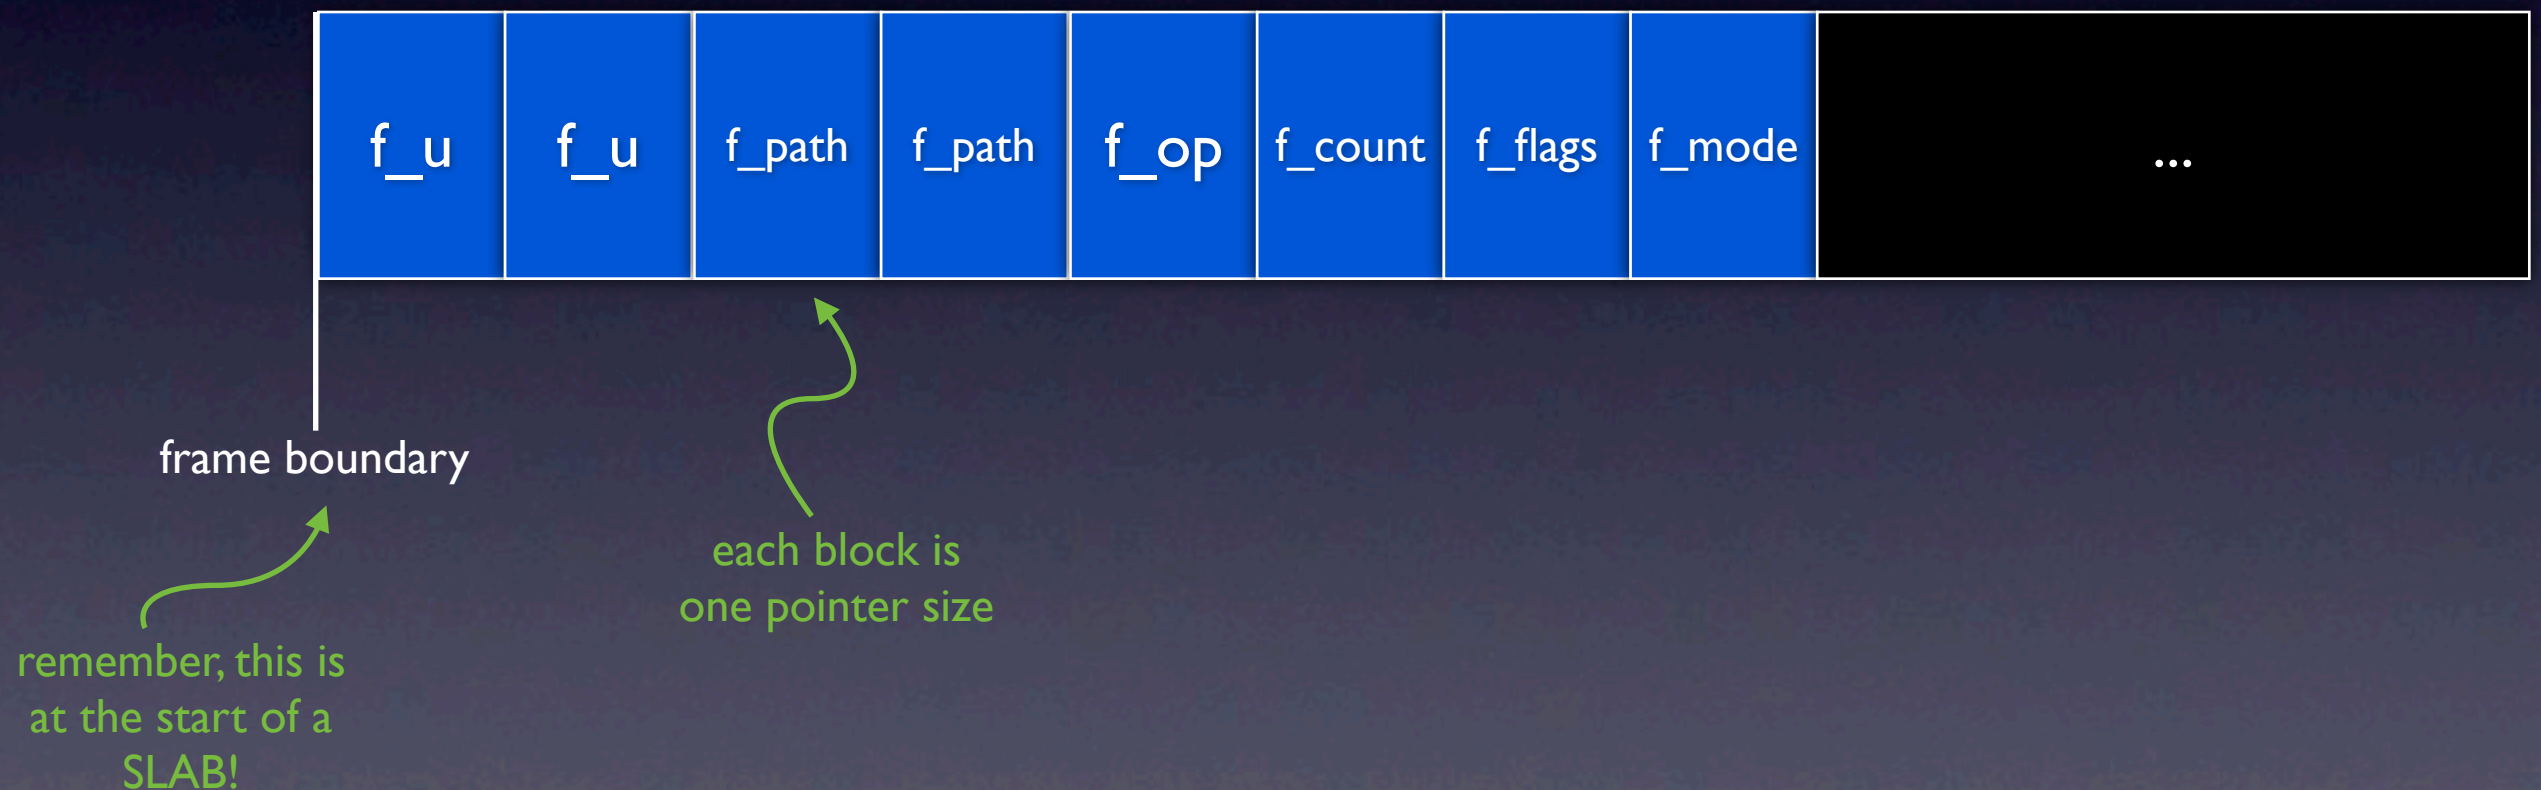 f_u
f_u
f_path
f_path
f_op
f_count
f_flags
f_mode
...
frame boundary
each block is
one pointer size
remember, this is
at the start of a
SLAB!